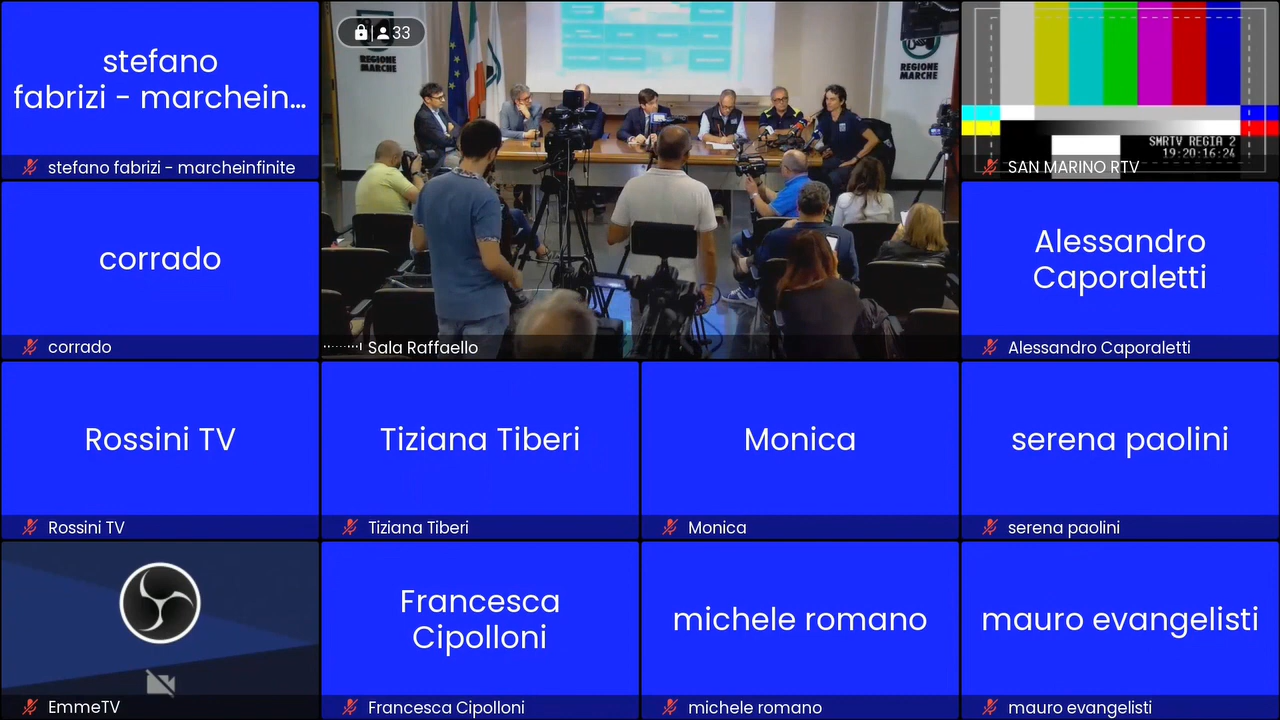 stefano
fabrizi - marchein...
stefano fabrizi - marcheinfinite
33
REGIONE
MARCHE
REGIONE
MARCHE
Sala Raffaello
SMRTV REGIA 2
19:20:16:24
SAN MARINO RTV
corrado
corrado
Alessandro
Caporaletti
Alessandro Caporaletti
Rossini TV
Rossini TV
Tiziana Tiberi
Tiziana Tiberi
Monica
Monica
serena paolini
serena paolini
EmmeTV
Francesca
Cipolloni
Francesca Cipolloni
michele romano
michele romano
mauro evangelisti
mauro evangelisti